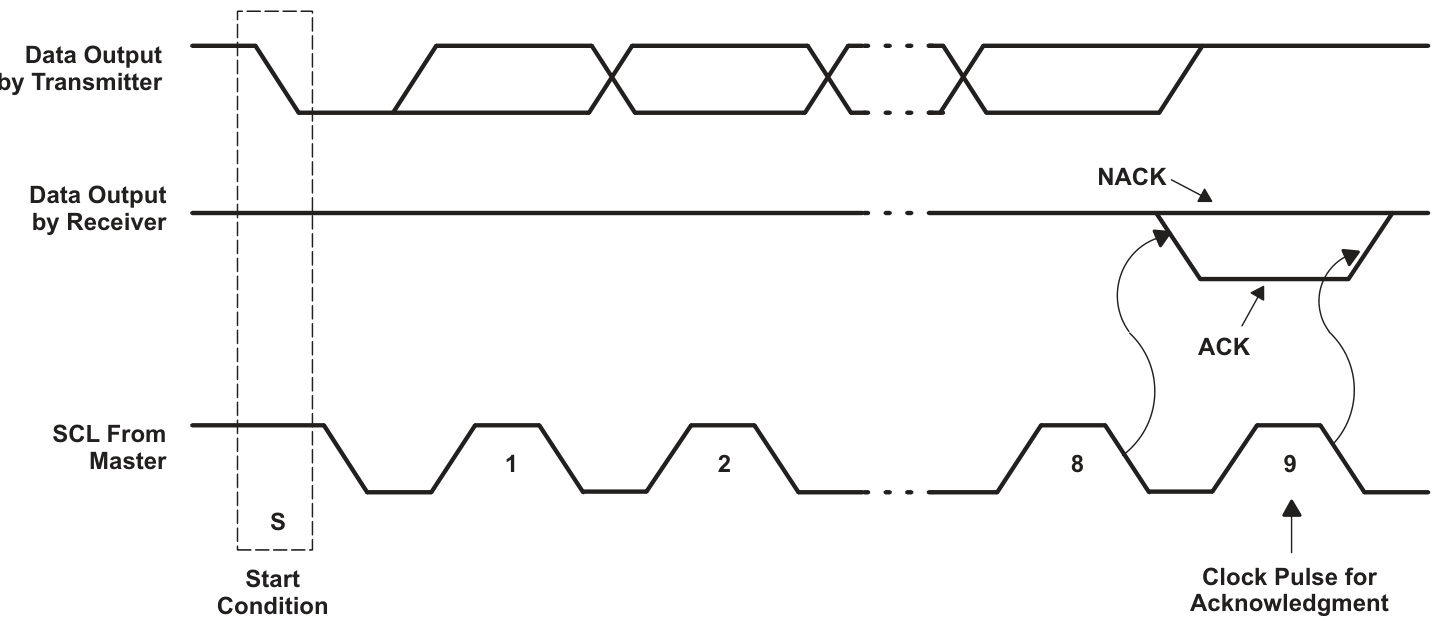 Data Output
by Transmitter
NACK
Data Output
by Receiver
ACK
SCL From
Master
1
2
8
9
S
Start
Condition
Clock Pulse for
Acknowledgment